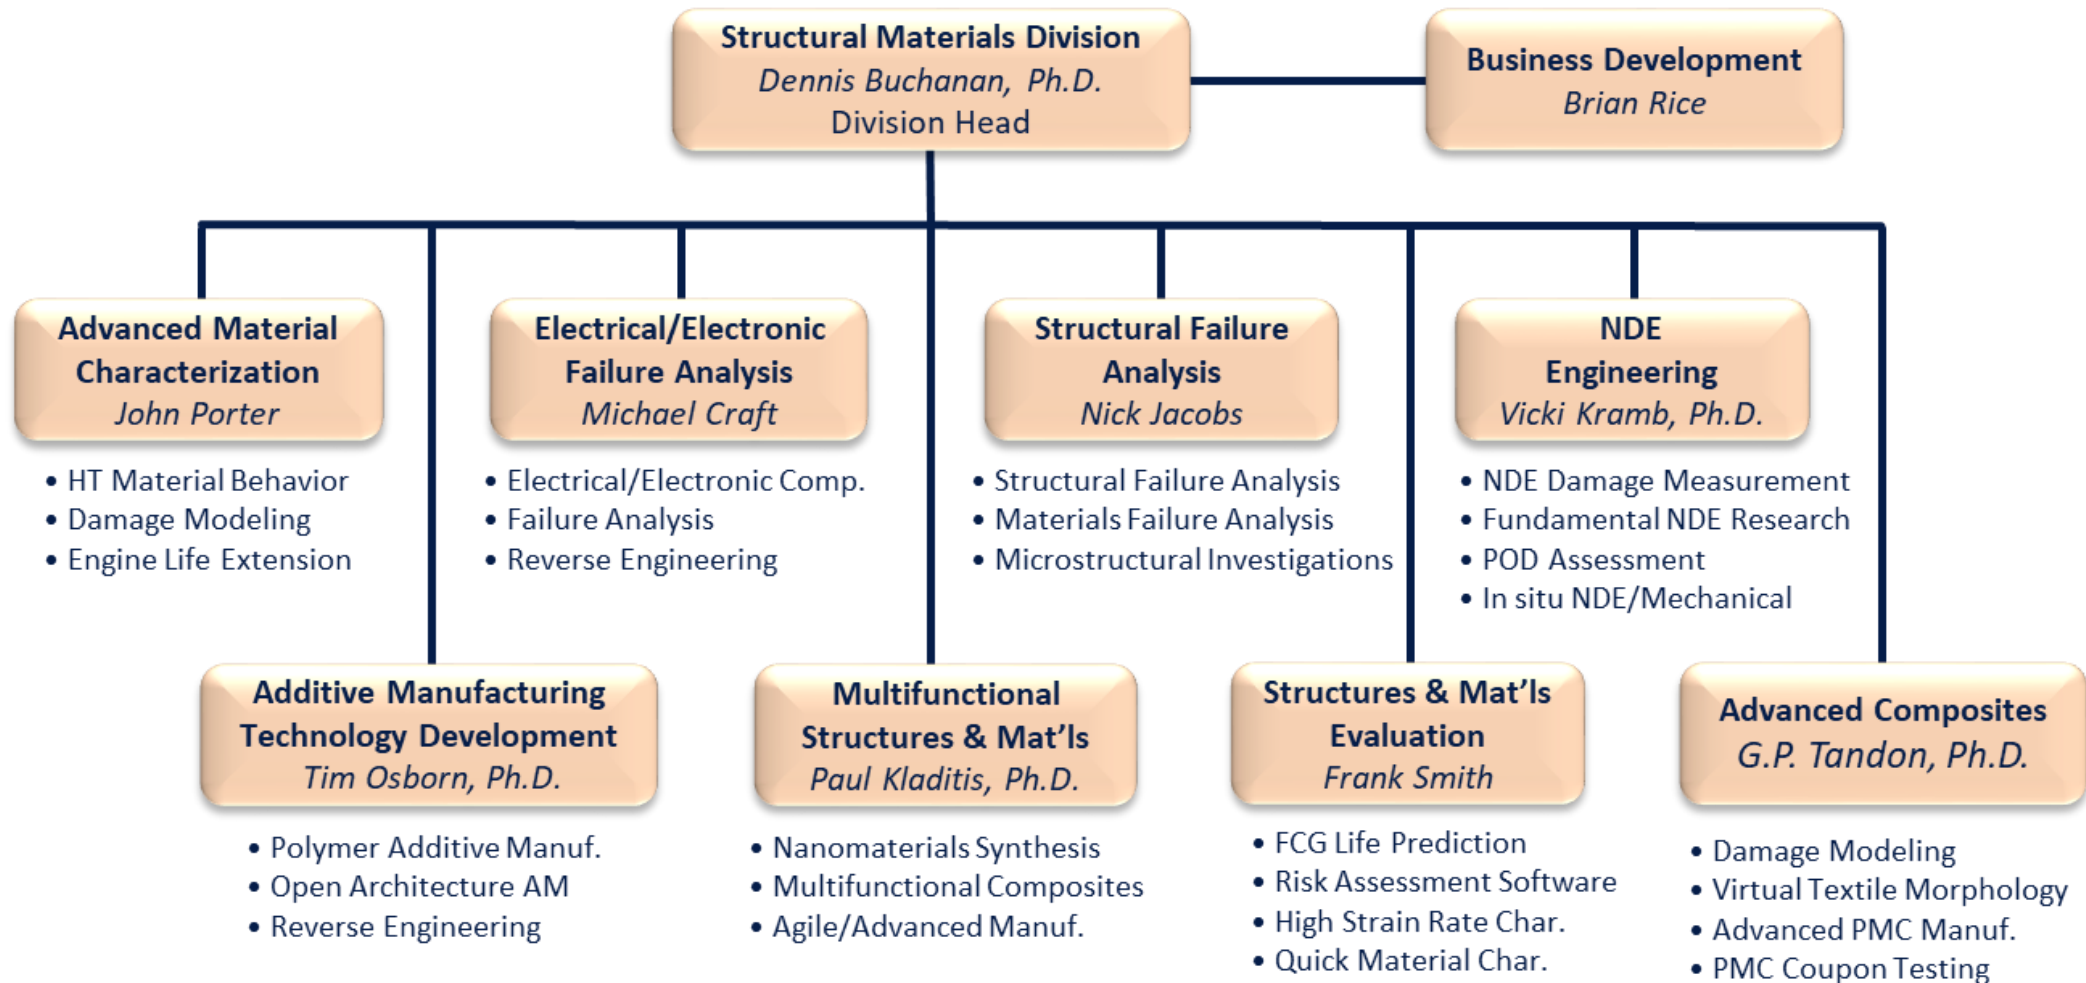 Structural Materials Division
Dennis Buchanan, Ph.D.
Division Head
Business Development
Brian Rice
Advanced Material
Characterization
John Porter
• HT Material Behavior
• Damage Modeling
• Engine Life Extension
Electrical/Electronic
Failure Analysis
Michael Craft
• Electrical/Electronic Comp.
• Failure Analysis
• Reverse Engineering
Structural Failure
Analysis
Nick Jacobs
• Structural Failure Analysis
• Materials Failure Analysis
• Microstructural Investigations
NDE
Engineering
Vicki Kramb, Ph.D.
• NDE Damage Measurement
• Fundamental NDE Research
• POD Assessment
• In situ NDE/Mechanical
Additive Manufacturing
Technology Development
Tim Osborn, Ph.D.
• Polymer Additive Manuf.
• Open Architecture AM
• Reverse Engineering
Multifunctional
Structures & Mat’ls
Paul Kladitis, Ph.D.
• Nanomaterials Synthesis
• Multifunctional Composites
• Agile/Advanced Manuf.
Structures & Mat’ls
Evaluation
Frank Smith
• FCG Life Prediction
• Risk Assessment Software
• High Strain Rate Char.
• Quick Material Char.
Advanced Composites
G.P. Tandon, Ph.D.
• Damage Modeling
• Virtual Textile Morphology
• Advanced PMC Manuf.
• PMC Coupon Testing